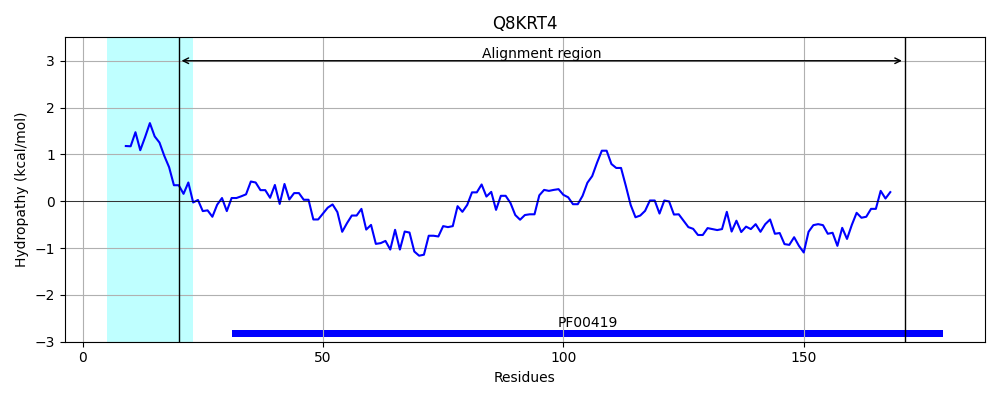 Q8KRT4
Alignment region
3
2
1
0
−1
−2
−3
Hydropathy (kcal/mol)
PF00419
0
50
100
150
Residues